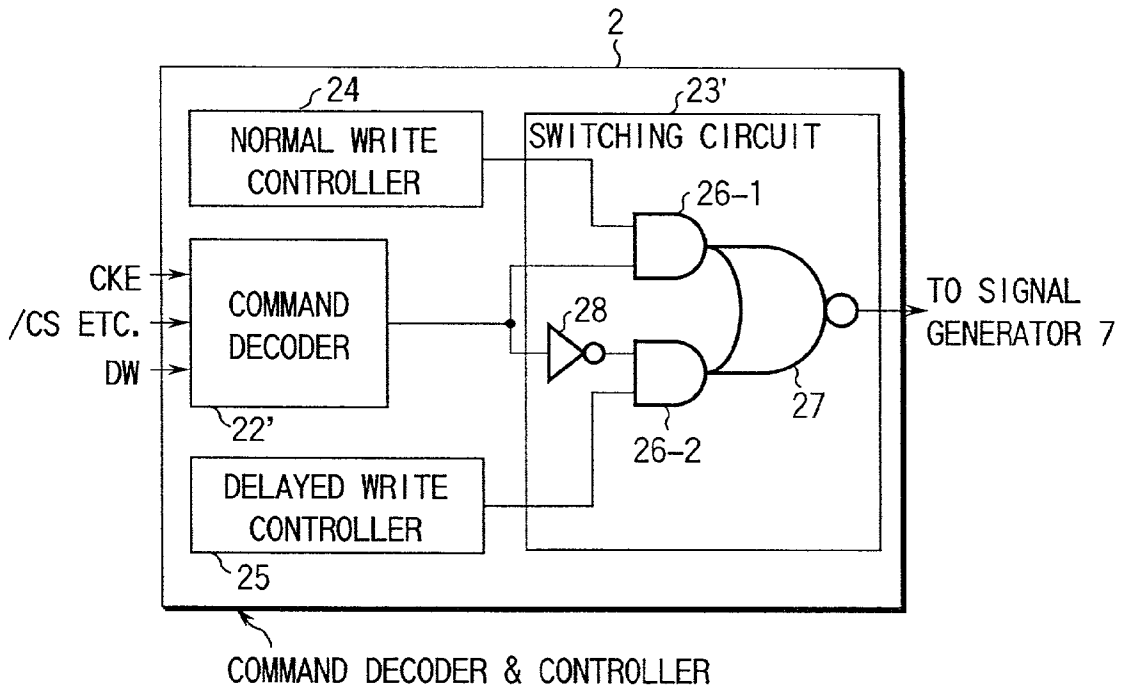 2
24
23'
NORMAL WRITE
CONTROLLER
SWITCHING CIRCUIT
26-1
CKE
/CS ETC.
DW
COMMAND
DECODER
28
TO SIGNAL
GENERATOR 7
27
22'
26-2
DELAYED WRITE
CONTROLLER
25
COMMAND DECODER & CONTROLLER